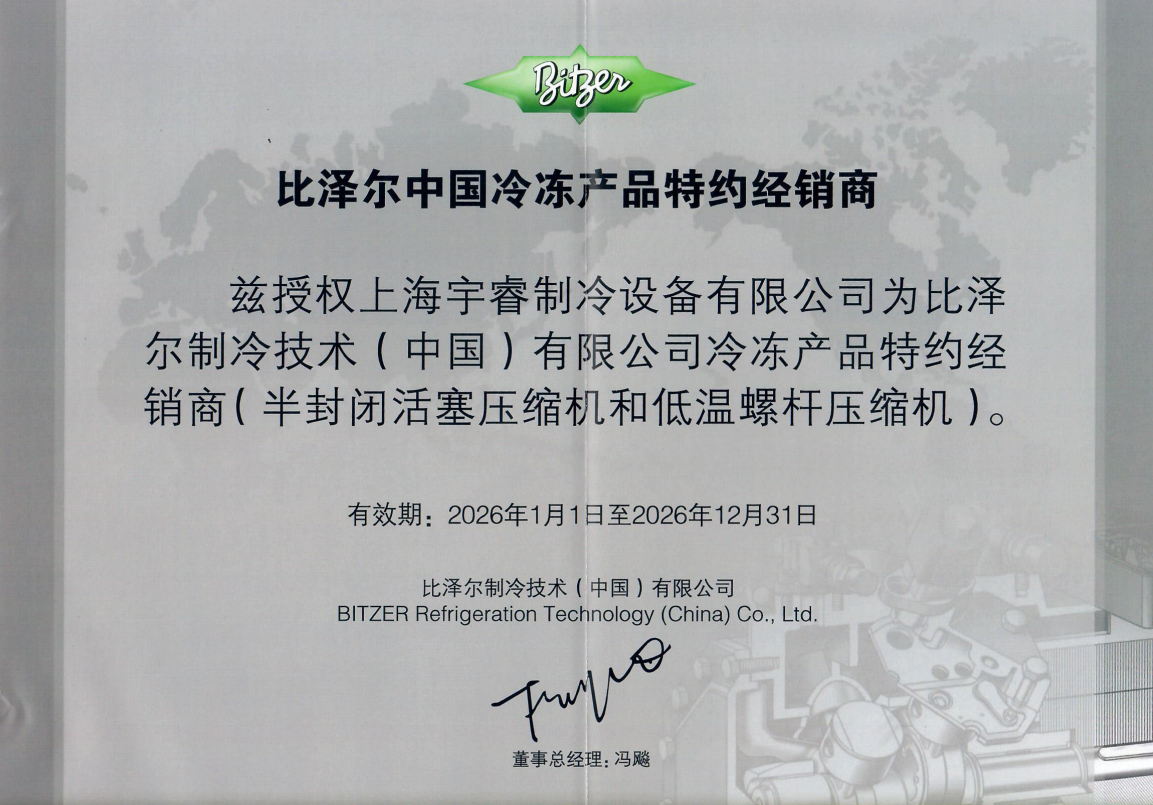 Bitzer
比泽尔中国冷冻产品特约经销商
兹授权上海宇睿制冷设备有限公司为比泽
尔制冷技术（中国）有限公司冷冻产品特约经
销商（半封闭活塞压缩机和低温螺杆压缩机）。
有效期：2026年1月1日至2026年12月31日
比泽尔制冷技术（中国）有限公司
BITZER Refrigeration Technology (China) Co., Ltd.
董事总经理：冯飚